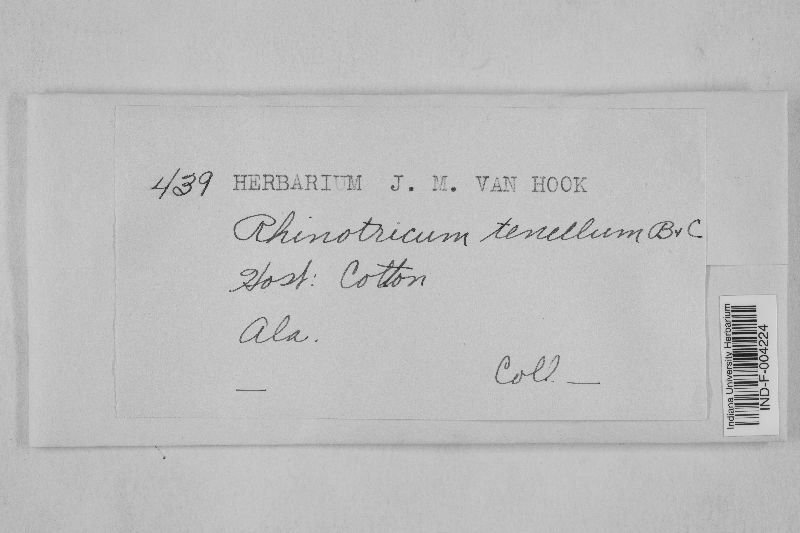 439 HERBARIUM J. M. VAN HOOK
Rhinotricum tenellum B & C
Host: Cotton
Ala.
Coll. —
—
Indiana University Herbarium
IND-F-004224